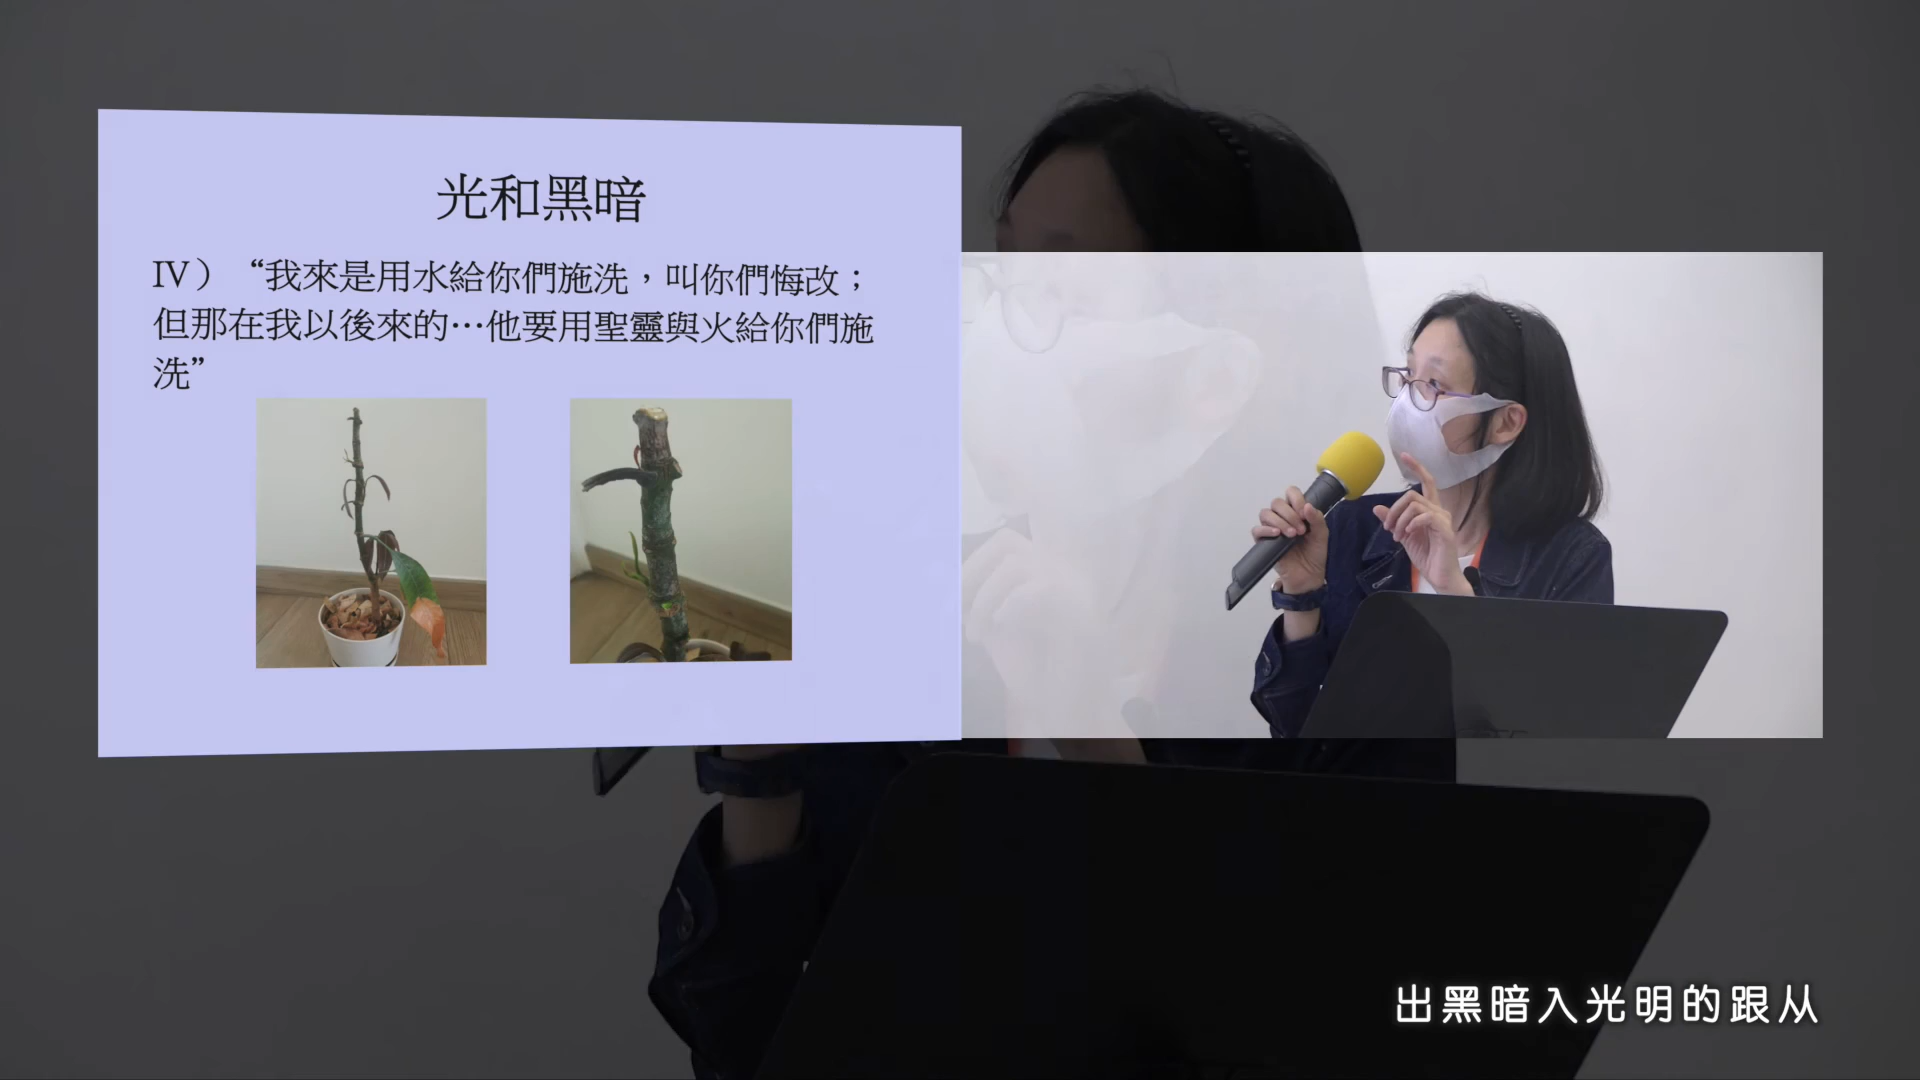 光和黑暗
IV）“我來是用水給你們施洗，叫你們悔改；
但那在我以後來的…他要用聖靈與火給你們施
洗”
出黑暗入光明的跟从